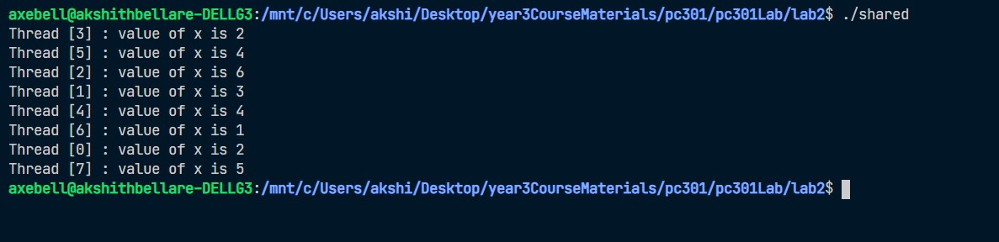 axebell@akshithbellare-DELLG3:/mnt/c/Users/akshi/Desktop/year3CourseMaterials/pc301/pc301Lab/lab2$ ./shared
Thread [3] : value of x is 2
Thread [5] : value of x is 4
Thread [2] : value of x is 6
Thread [1] : value of x is 3
Thread [4] : value of x is 4
Thread [6] : value of x is 1
Thread [0] : value of x is 2
Thread [7] : value of x is 5
axebell@akshithbellare-DELLG3:/mnt/c/Users/akshi/Desktop/year3CourseMaterials/pc301/pc301Lab/lab2$